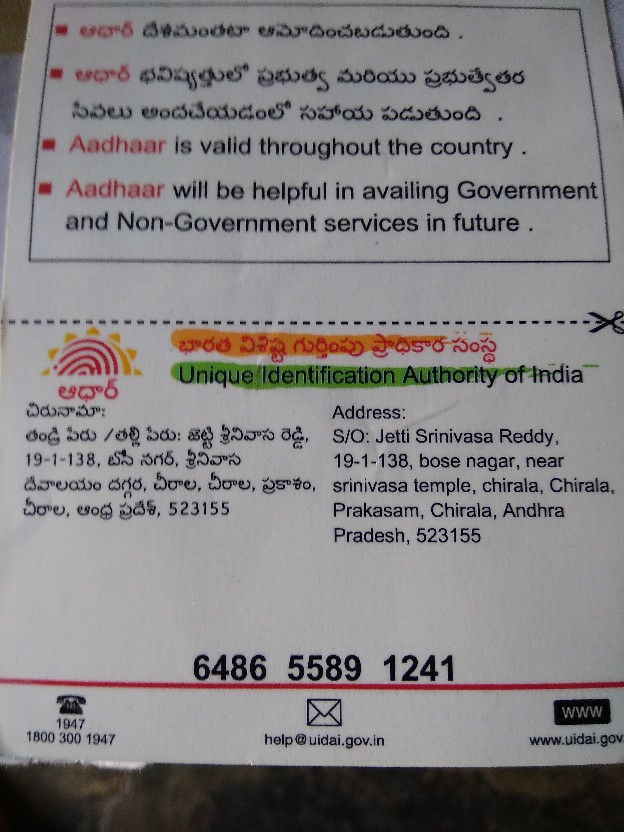 ఆధార్ దేశమంతటా ఆమోదించబడుతుంది .
ఆధార్ భవిష్యత్తులో ప్రభుత్వ మరియు ప్రభుత్వేతర
సేవలు అందచేయడంలో సహాయ పడుతుంది .
Aadhaar is valid throughout the country .
Aadhaar will be helpful in availing Government
and Non-Government services in future .
భారత విశిష్ట గుర్తింపు ప్రాధికార సంస్థ
Unique Identification Authority of India
ఆధార్
చిరునామా:
తండ్రి పేరు /తల్లి పేరు: జెట్టి శ్రీనివాస రెడ్డి,
19-1-138, బోసే నగర్, శ్రీనివాస
దేవాలయం దగ్గర, చీరాల, చీరాల, ప్రకాశం,
చీరాల, ఆంధ్ర ప్రదేశ్, 523155
Address:
S/O: Jetti Srinivasa Reddy,
19-1-138, bose nagar, near
srinivasa temple, chirala, Chirala,
Prakasam, Chirala, Andhra
Pradesh, 523155
6486 5589 1241
1947
1800 300 1947
help@uidai.gov.in
WWW
www.uidai.gov.